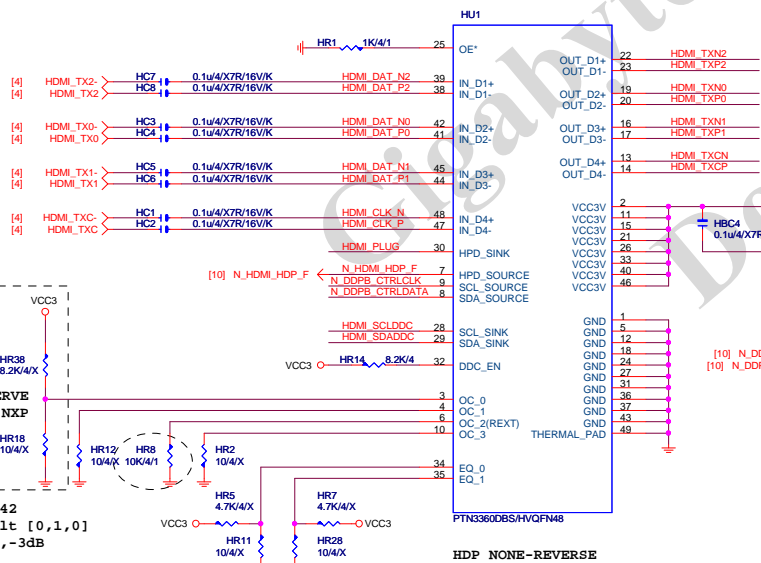 HU1
HR1 1K/4/1 25 OE*
OUT_D1+ 22 HDMI_TXN2
OUT_D1- 23 HDMI_TXP2
[4] HDMI_TX2- HC7 0.1u/4/X7R/16V/K HDMI_DAT_N2 39 IN_D1+
[4] HDMI_TX2 HC8 0.1u/4/X7R/16V/K HDMI_DAT_P2 38 IN_D1-
OUT_D2+ 19 HDMI_TXN0
OUT_D2- 20 HDMI_TXP0
[4] HDMI_TX0- HC3 0.1u/4/X7R/16V/K HDMI_DAT_N0 42 IN_D2+
[4] HDMI_TX0 HC4 0.1u/4/X7R/16V/K HDMI_DAT_P0 41 IN_D2-
OUT_D3+ 16 HDMI_TXN1
OUT_D3- 17 HDMI_TXP1
[4] HDMI_TX1- HC5 0.1u/4/X7R/16V/K HDMI_DAT_N1 45 IN_D3+
[4] HDMI_TX1 HC6 0.1u/4/X7R/16V/K HDMI_DAT_P1 44 IN_D3-
OUT_D4+ 13 HDMI_TXCN
OUT_D4- 14 HDMI_TXCP
[4] HDMI_TXC- HC1 0.1u/4/X7R/16V/K HDMI_CLK_N 48 IN_D4+
[4] HDMI_TXC HC2 0.1u/4/X7R/16V/K HDMI_CLK_P 47 IN_D4-
VCC3V 2
VCC3V 11
VCC3V 15
VCC3V 21
VCC3V 26
VCC3V 33
VCC3V 40
VCC3V 46
HBC4
0.1u/4/X7R
HDMI_PLUG 30 HPD_SINK
[10] N_HDMI_HDP_F N_HDMI_HDP_F 7 HPD_SOURCE
N_DDPB_CTRLCLK 9 SCL_SOURCE
N_DDPB_CTRLDATA 8 SDA_SOURCE
HDMI_SCLDDC 28 SCL_SINK
HDMI_SDADDC 29 SDA_SINK
VCC3 HR14 8.2K/4 32 DDC_EN
GND 1
GND 5
GND 12
GND 18
GND 24
GND 27
GND 31
GND 36
GND 37
GND 43
THERMAL_PAD 49
[10] N_DD
[10] N_DDP
VCC3
HR38
8.2K/4/X
ERVE
NXP
HR18
10/4/X
3 OC_0
4 OC_1
6 OC_2(REXT)
10 OC_3
HR12
10/4/X
HR8
10K/4/1
HR2
10/4/X
34 EQ_0
35 EQ_1
HR5
4.7K/4/X
HR7
4.7K/4/X
VCC3
VCC3
HR11
10/4/X
HR28
10/4/X
42
lt [0,1,0]
,-3dB
PTN3360DBS/HVQFN48
HDP NONE-REVERSE
Gigabyt
Do